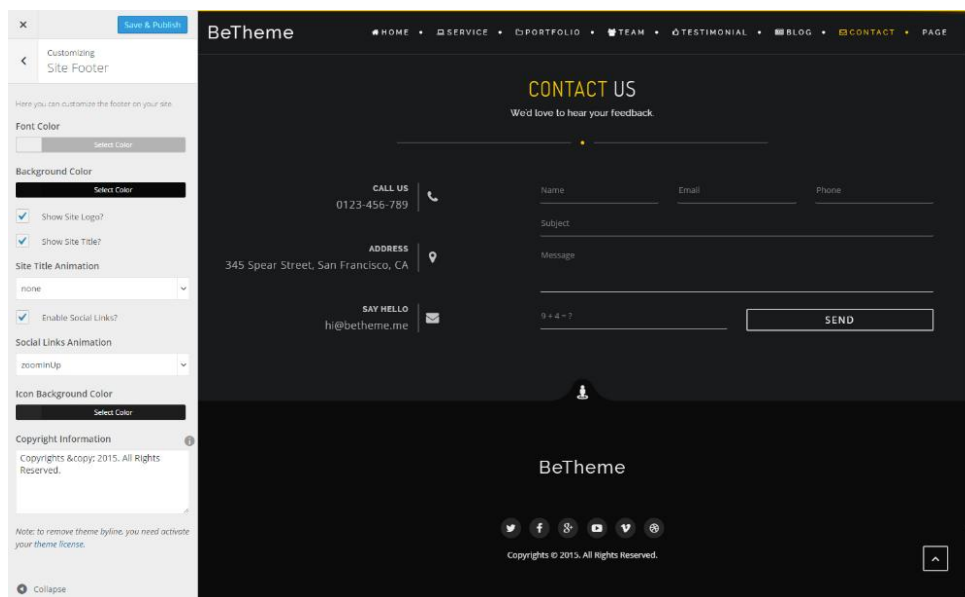 Save & Publish
Customizing
Site Footer
Here you can customize the footer on your site.
Font Color
Select Color
Background Color
Select Color
Show Site Logo?
Show Site Title?
Site Title Animation
none
Enable Social Links?
Social Links Animation
zoomInUp
Icon Background Color
Select Color
Copyright Information
Copyrights &copy; 2015. All Rights
Reserved.
Note: to remove theme byline, you need activate
your theme license.
Collapse
BeTheme
HOME • SERVICE • PORTFOLIO • TEAM • TESTIMONIAL • BLOG • CONTACT • PAGE
CONTACT US
We'd love to hear your feedback.
CALL US
0123-456-789
ADDRESS
345 Spear Street, San Francisco, CA
SAY HELLO
hi@betheme.me
Name Email Phone
Subject
Message
9 + 4 = ?
SEND
BeTheme
Copyrights © 2015. All Rights Reserved.